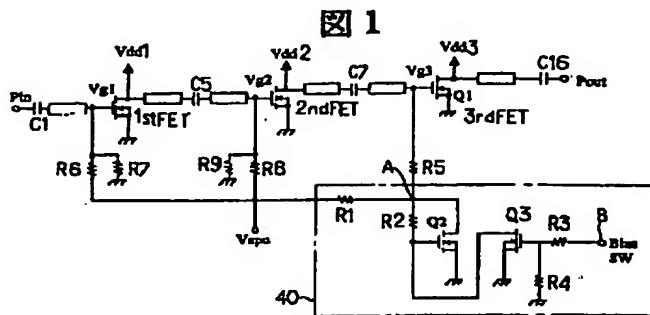 図 1
Vdd1
Vdd2
Vdd3
Vg1
C5
Vg2
C7
Vg3
C16
Pin
Pout
C1
1stFET
2ndFET
Q1
3rdFET
R6
R7
R9
R8
A
R5
R1
R2
Q2
Q3
R3
B
Bias
SW
R4
40